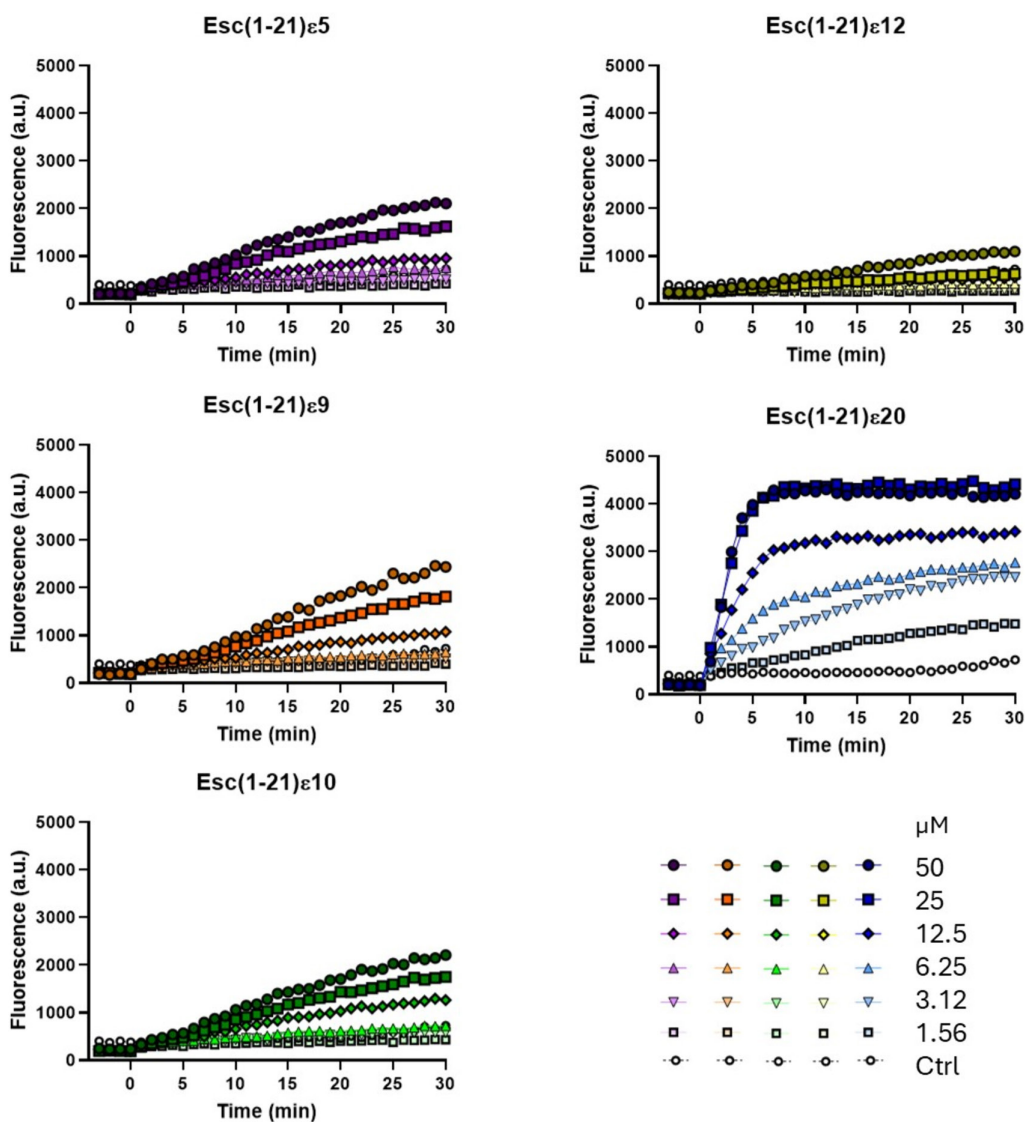 Esc(1-21)ε5
Fluorescence (a.u.)
5000
4000
3000
2000
1000
0
0 5 10 15 20 25 30
Time (min)
Esc(1-21)ε12
Fluorescence (a.u.)
5000
4000
3000
2000
1000
0
0 5 10 15 20 25 30
Time (min)
Esc(1-21)ε9
Fluorescence (a.u.)
5000
4000
3000
2000
1000
0
0 5 10 15 20 25 30
Time (min)
Esc(1-21)ε20
Fluorescence (a.u.)
5000
4000
3000
2000
1000
0
0 5 10 15 20 25 30
Time (min)
Esc(1-21)ε10
Fluorescence (a.u.)
5000
4000
3000
2000
1000
0
0 5 10 15 20 25 30
Time (min)
µM
50
25
12.5
6.25
3.12
1.56
Ctrl